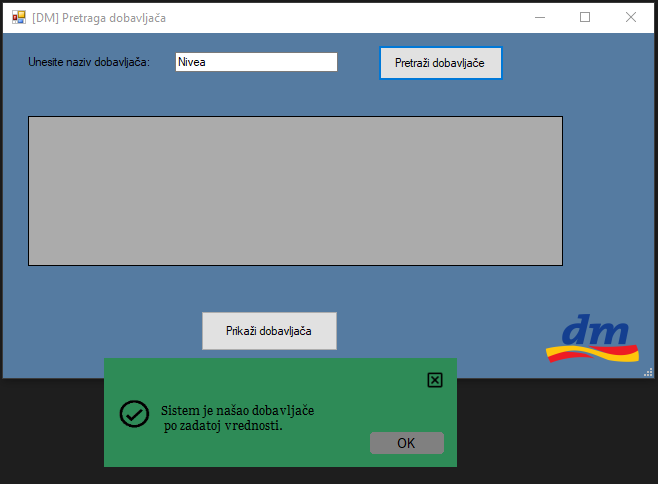 [DM] Pretraga dobavljača
Unesite naziv dobavljača:
Nivea
Pretraži dobavljače
Prikaži dobavljača
dm
Sistem je našao dobavljače
po zadatoj vrednosti.
OK